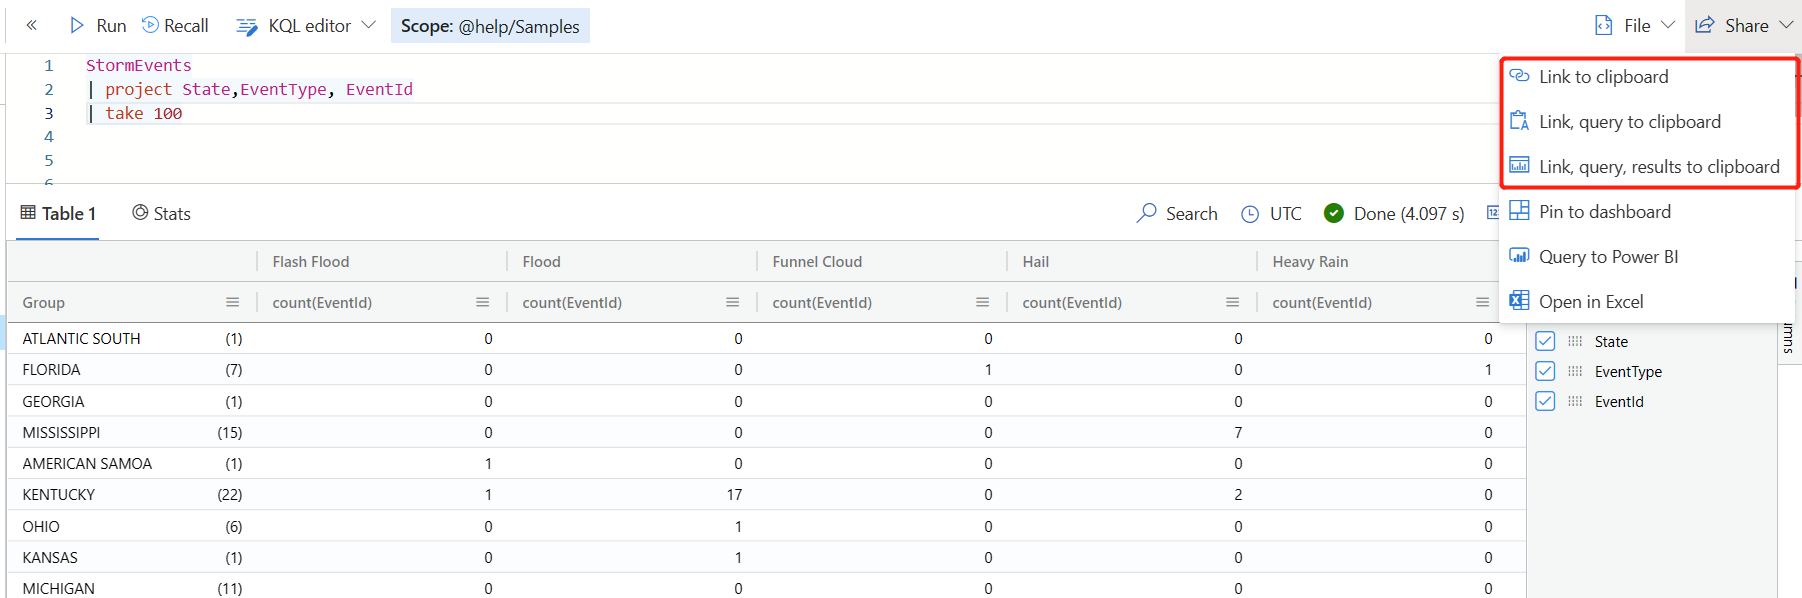 « Run Recall KQL editor Scope: @help/Samples File Share
1 StormEvents
2 | project State,EventType, EventId
3 | take 100
4
5
6
Link to clipboard
Link, query to clipboard
Link, query, results to clipboard
Pin to dashboard
Query to Power BI
Open in Excel
Table 1 Stats Search UTC Done (4.097 s)
Flash Flood Flood Funnel Cloud Hail Heavy Rain
Group count(EventId) count(EventId) count(EventId) count(EventId) count(EventId)
ATLANTIC SOUTH (1) 0 0 0 0 0
FLORIDA (7) 0 0 1 0 1
GEORGIA (1) 0 0 0 0 0
MISSISSIPPI (15) 0 0 0 7 0
AMERICAN SAMOA (1) 1 0 0 0 0
KENTUCKY (22) 1 17 0 2 0
OHIO (6) 0 1 0 0 0
KANSAS (1) 0 1 0 0 0
MICHIGAN (11) 0 0 0 0 0
State
EventType
EventId